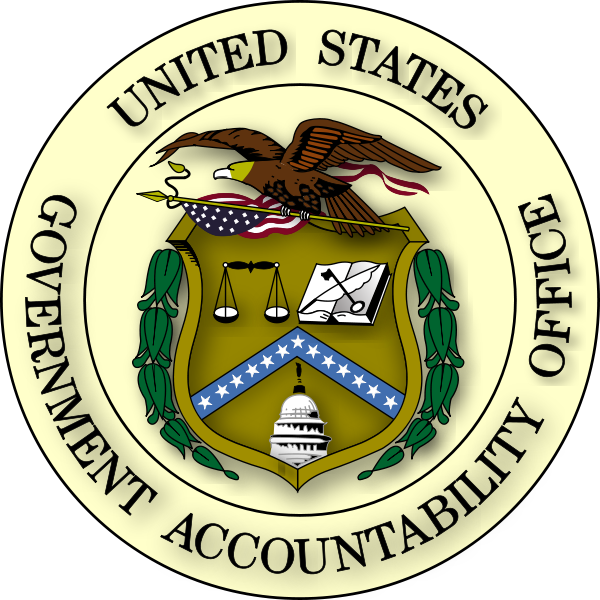 UNITED STATES
GOVERNMENT ACCOUNTABILITY OFFICE